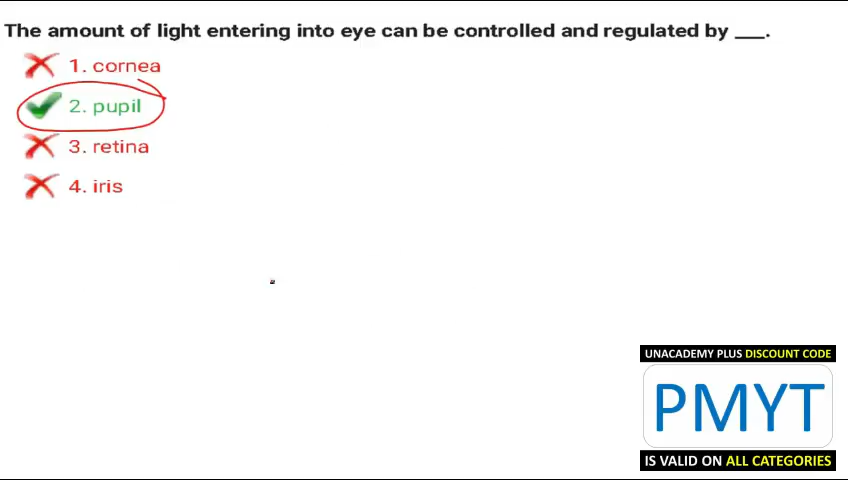 The amount of light entering into eye can be controlled and regulated by ___.
1. cornea
2. pupil
3. retina
4. iris
UNACADEMY PLUS DISCOUNT CODE
PMYT
IS VALID ON ALL CATEGORIES